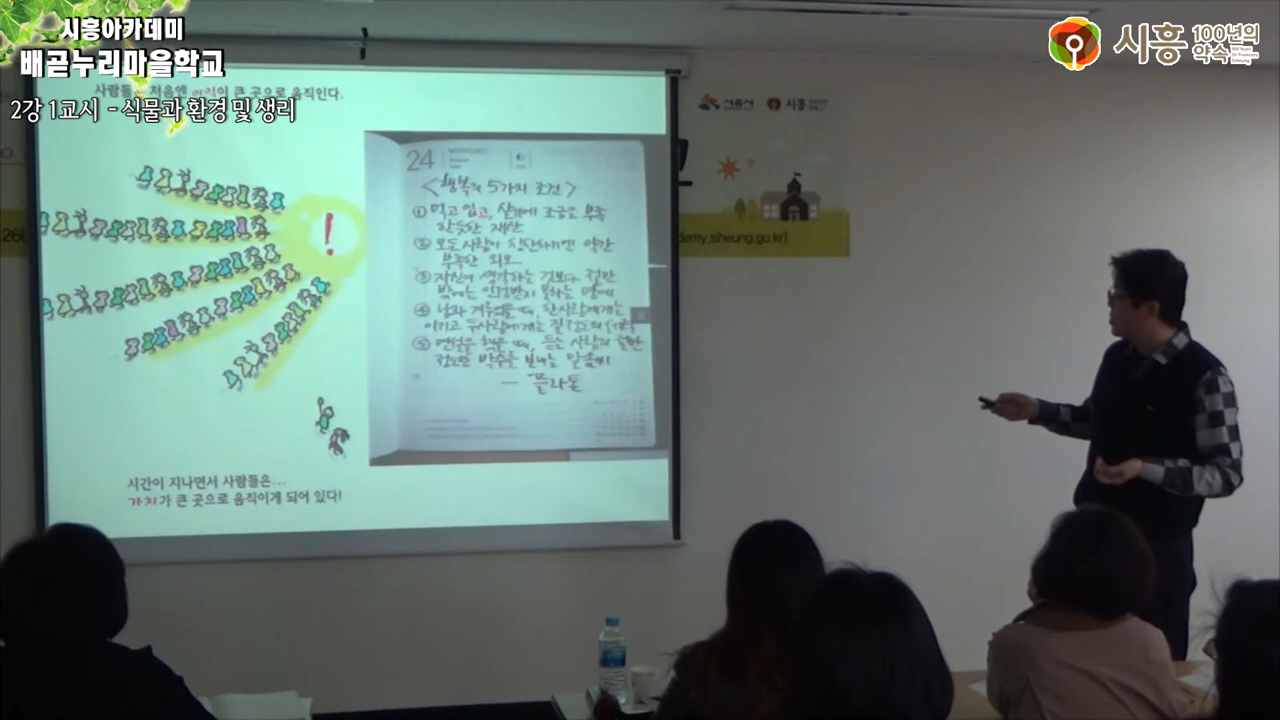 시흥아카데미
배곧누리마을학교
2강 1교시 - 식물과 환경 및 생리
시흥 100년의 약속
사람들은 처음엔 이 큰 곳으로 움직인다.
시흥시 시흥
!
24
<행복의 5가지 조건>
① 먹고 입고, 살기에 조금은 부족
한듯한 재산
② 모든 사람이 칭찬하기엔 약간
부족한 외모
③ 자신이 생각하는 것보다 절반
밖에는 인정받지 못하는 명예
④ 남과 겨루었을 때, 한사람에게는
이기고 두사람에게는 질 정도의 체력
⑤ 연설을 했을 때, 듣는 사람의 절반
정도만 박수를 보내는 말솜씨
— 플라톤
시간이 지나면서 사람들은...
가치가 큰 곳으로 움직이게 되어 있다!
demy.siheung.go.kr)